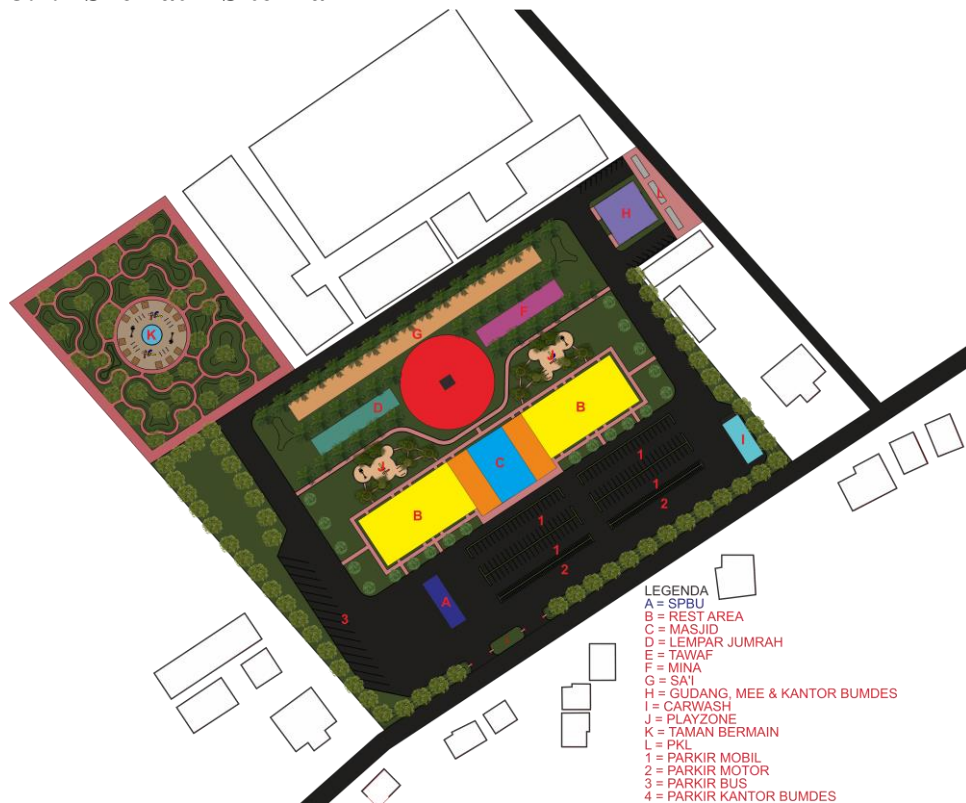 H
K
G
F
D
B
C
B
I
1
1
2
1
1
2
A
3
LEGENDA
A = SPBU
B = REST AREA
C = MASJID
D = LEMPAR JUMRAH
E = TAWAF
F = MINA
G = SA'I
H = GUDANG, MEE & KANTOR BUMDES
I = CARWASH
J = PLAYZONE
K = TAMAN BERMAIN
L = PKL
1 = PARKIR MOBIL
2 = PARKIR MOTOR
3 = PARKIR BUS
4 = PARKIR KANTOR BUMDES